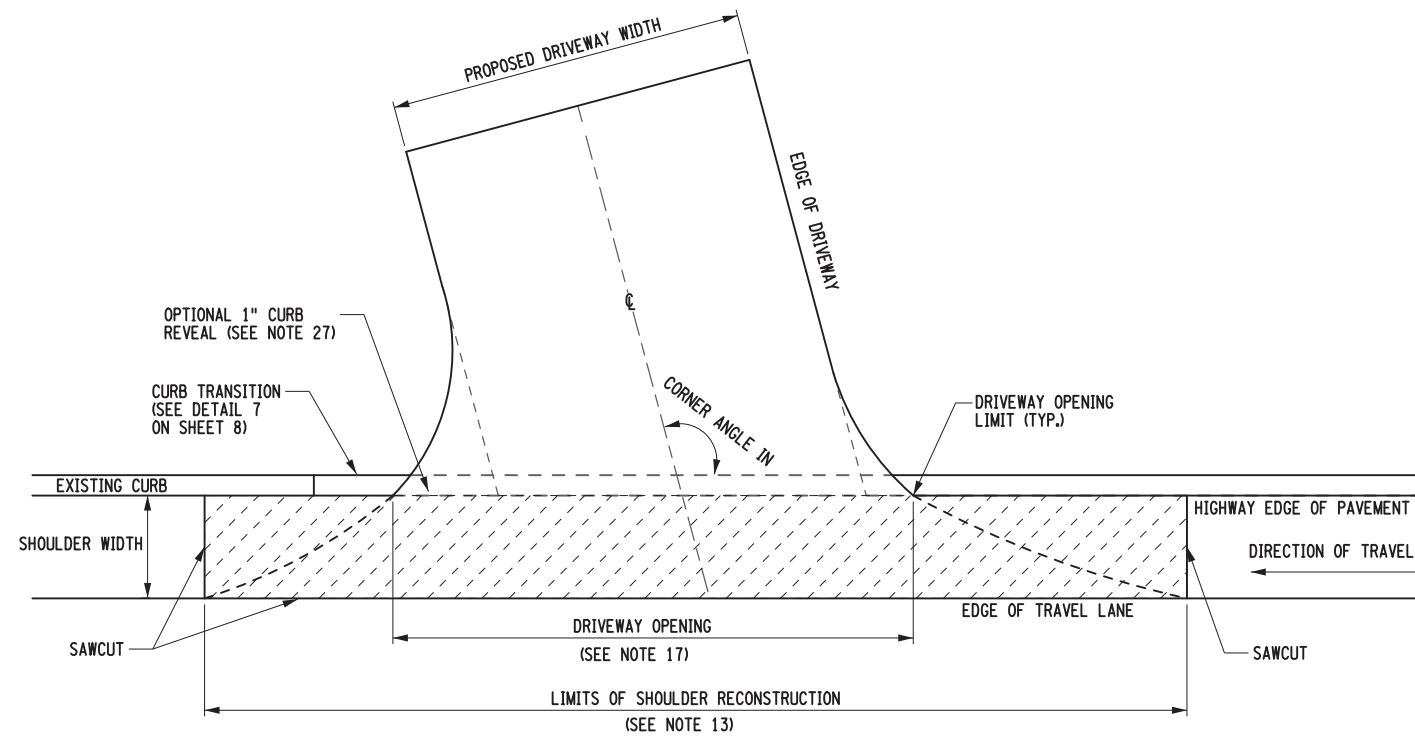 PROPOSED DRIVEWAY WIDTH
EDGE OF DRIVEWAY
℄
OPTIONAL 1" CURB
REVEAL (SEE NOTE 27)
CURB TRANSITION
(SEE DETAIL 7
ON SHEET 8)
CORNER ANGLE IN
DRIVEWAY OPENING
LIMIT (TYP.)
EXISTING CURB
HIGHWAY EDGE OF PAVEMENT
SHOULDER WIDTH
DIRECTION OF TRAVEL
EDGE OF TRAVEL LANE
DRIVEWAY OPENING
(SEE NOTE 17)
SAWCUT
SAWCUT
LIMITS OF SHOULDER RECONSTRUCTION
(SEE NOTE 13)